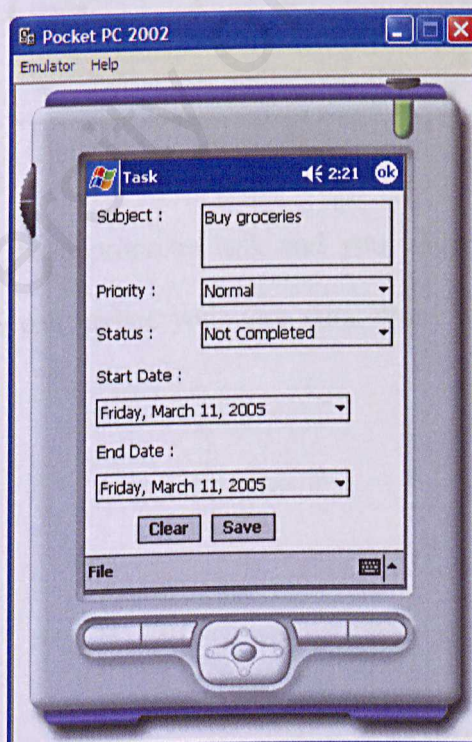 Pocket PC 2002
Emulator Help
Task 2:21 ok
Subject : Buy groceries
Priority : Normal
Status : Not Completed
Start Date :
Friday, March 11, 2005
End Date :
Friday, March 11, 2005
Clear Save
File